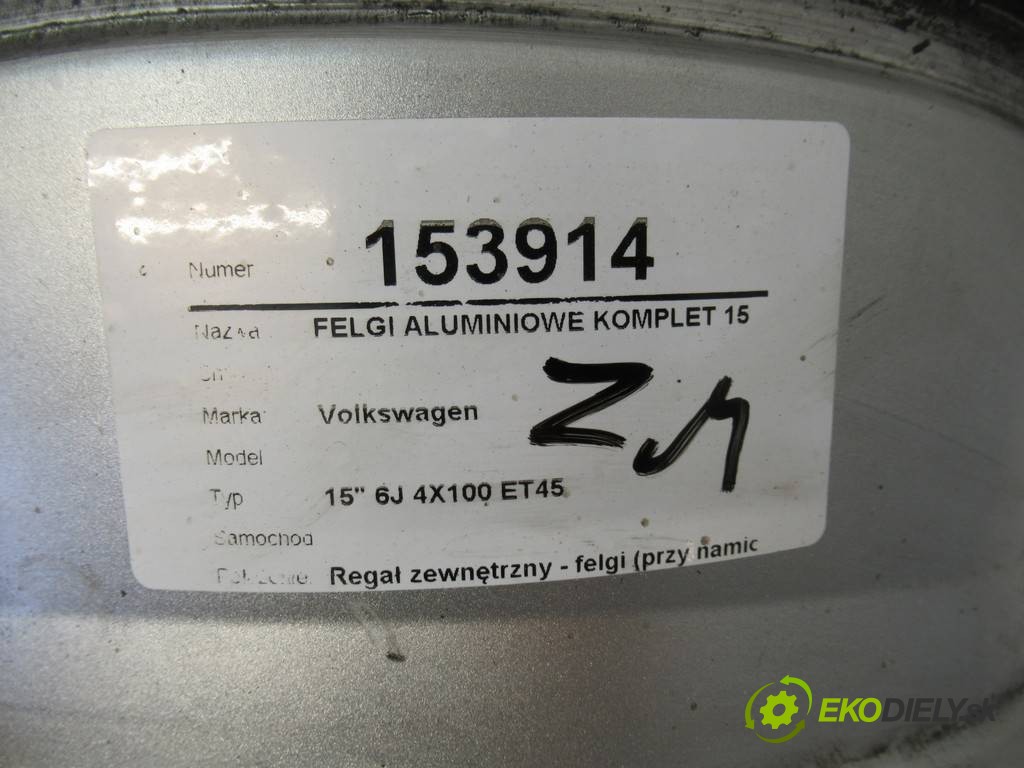 Numer 153914
Nazwa FELGI ALUMINIOWE KOMPLET 15
Marka Volkswagen
Model
Typ 15" 6J 4X100 ET45
Samochod
Położenie Regał zewnętrzny - felgi (przy namic
ZM
EKODIELY.sk